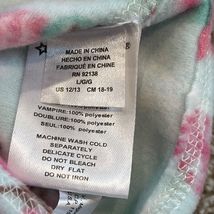 MADE IN CHINA
HECHO EN CHINA
FABRIQUÉ EN CHINE
RN 92138
L/G/G
US 12/13 CM 18-19
VAMPIRE: 100% polyester
DOUBLURE: 100% polyester
SEUL: 100% polyester
MACHINE WASH COLD
SEPARATELY
DELICATE CYCLE
DO NOT BLEACH
DRY FLAT
DO NOT IRON